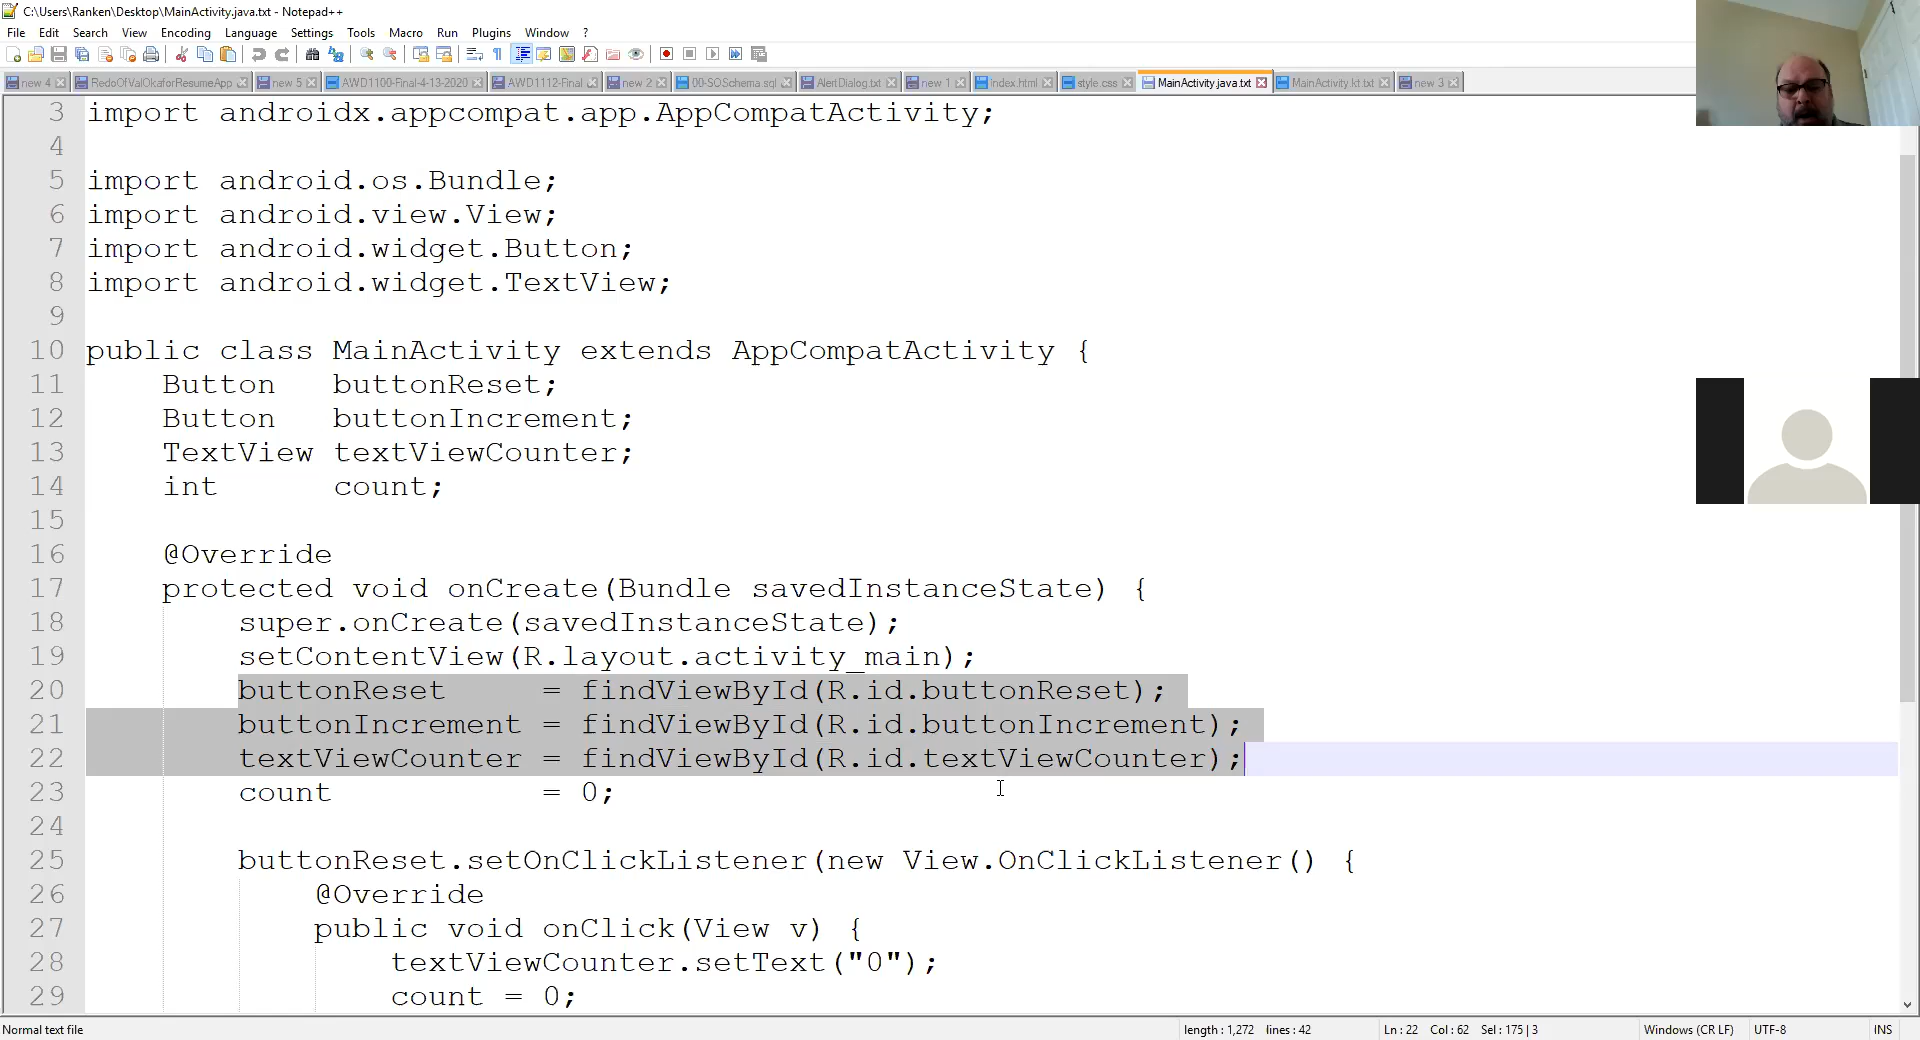 C:\Users\Ranken\Desktop\MainActivity.java.txt - Notepad++
File Edit Search View Encoding Language Settings Tools Macro Run Plugins Window ?
new 4 RedoOfValOkaforResumeApp new 5 AWD1100-Final-4-13-2020 AWD1112-Final new 2 00-SOSchema.sql AlertDialog.txt new 1 index.html style.css MainActivity.java.txt MainActivity.kt.txt new 3
3 import androidx.appcompat.app.AppCompatActivity;
4
5 import android.os.Bundle;
6 import android.view.View;
7 import android.widget.Button;
8 import android.widget.TextView;
9
10 public class MainActivity extends AppCompatActivity {
11 Button buttonReset;
12 Button buttonIncrement;
13 TextView textViewCounter;
14 int count;
15
16 @Override
17 protected void onCreate(Bundle savedInstanceState) {
18 super.onCreate(savedInstanceState);
19 setContentView(R.layout.activity_main);
20 buttonReset = findViewById(R.id.buttonReset);
21 buttonIncrement = findViewById(R.id.buttonIncrement);
22 textViewCounter = findViewById(R.id.textViewCounter);
23 count = 0;
24
25 buttonReset.setOnClickListener(new View.OnClickListener() {
26 @Override
27 public void onClick(View v) {
28 textViewCounter.setText("0");
29 count = 0;
Normal text file length : 1,272 lines : 42 Ln : 22 Col : 62 Sel : 175 | 3 Windows (CR LF) UTF-8 INS